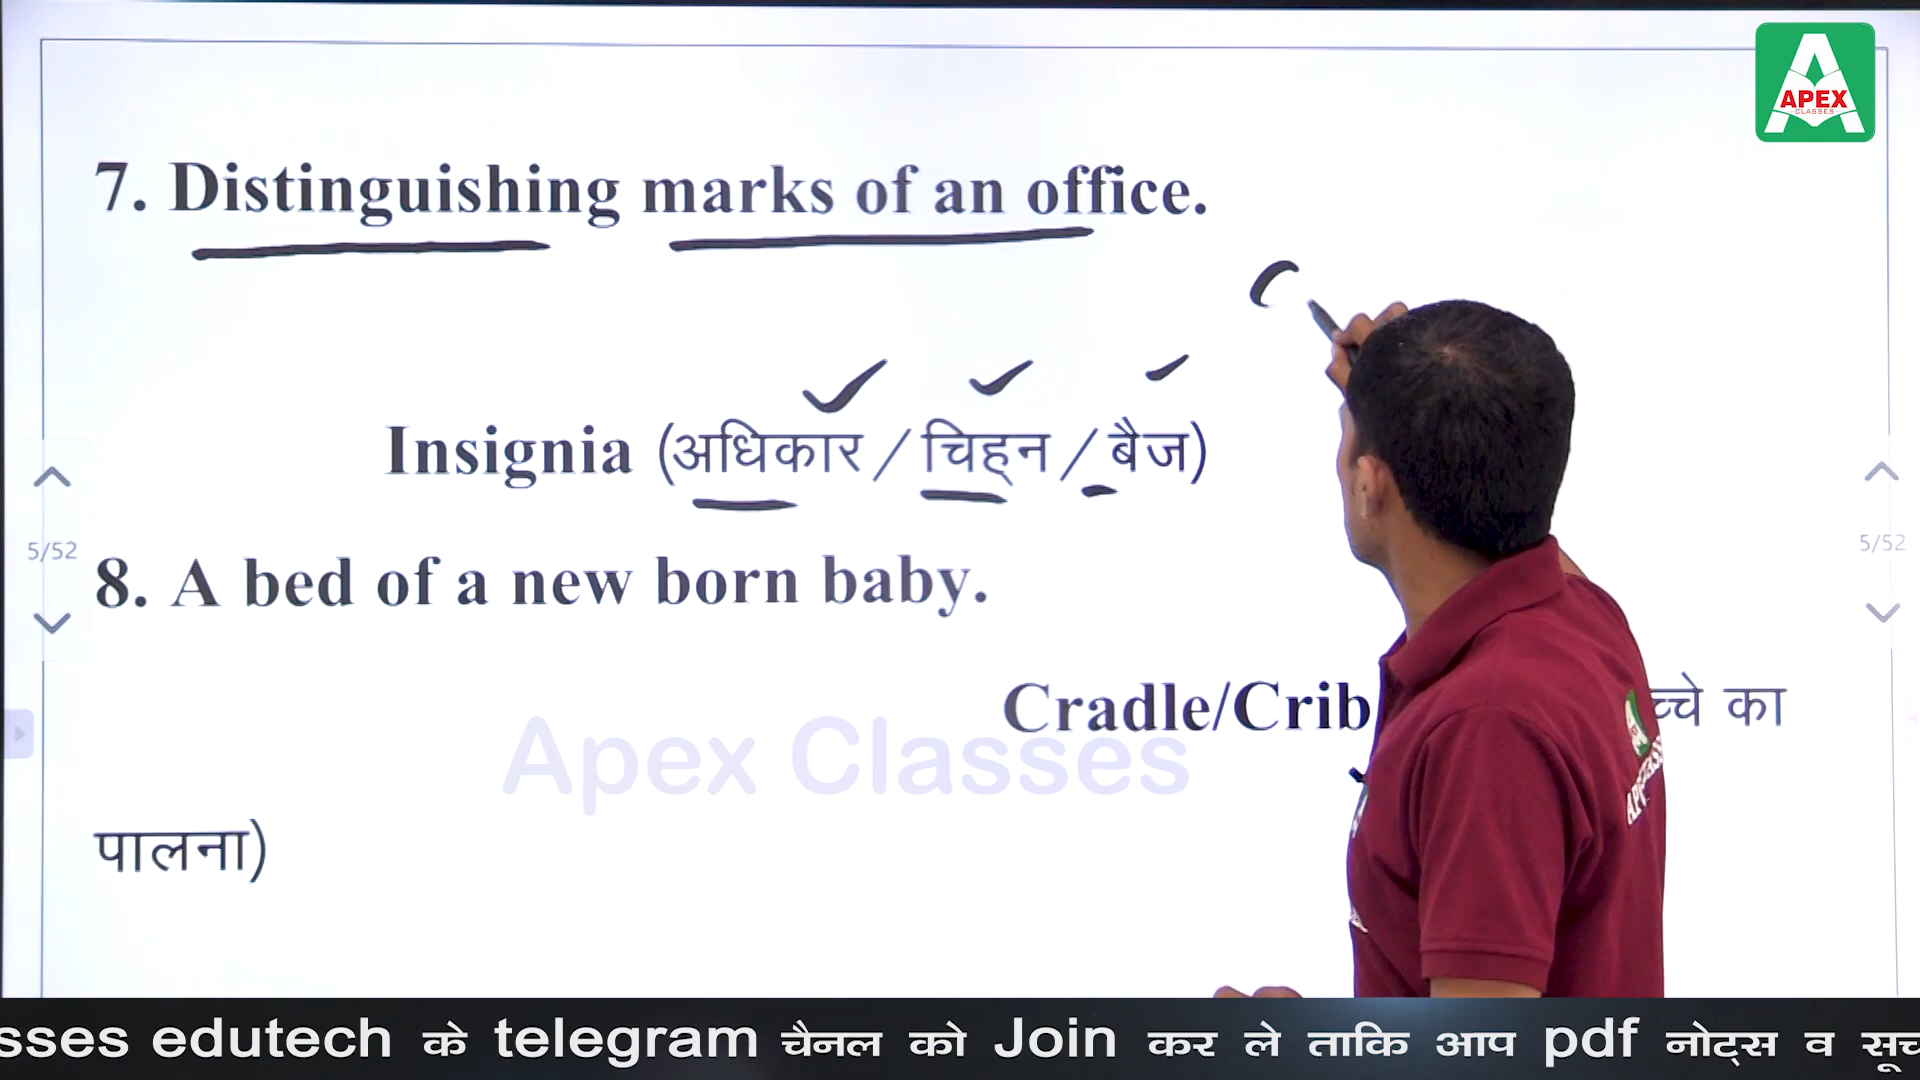 APEX
CLASSES
7. Distinguishing marks of an office.
Insignia (अधिकार / चिह्न / बैज)
5/52
5/52
8. A bed of a new born baby.
Cradle/Crib च्चे का
Apex Classes
पालना)
sses edutech के telegram चैनल को Join कर ले ताकि आप pdf नोट्स व सूच